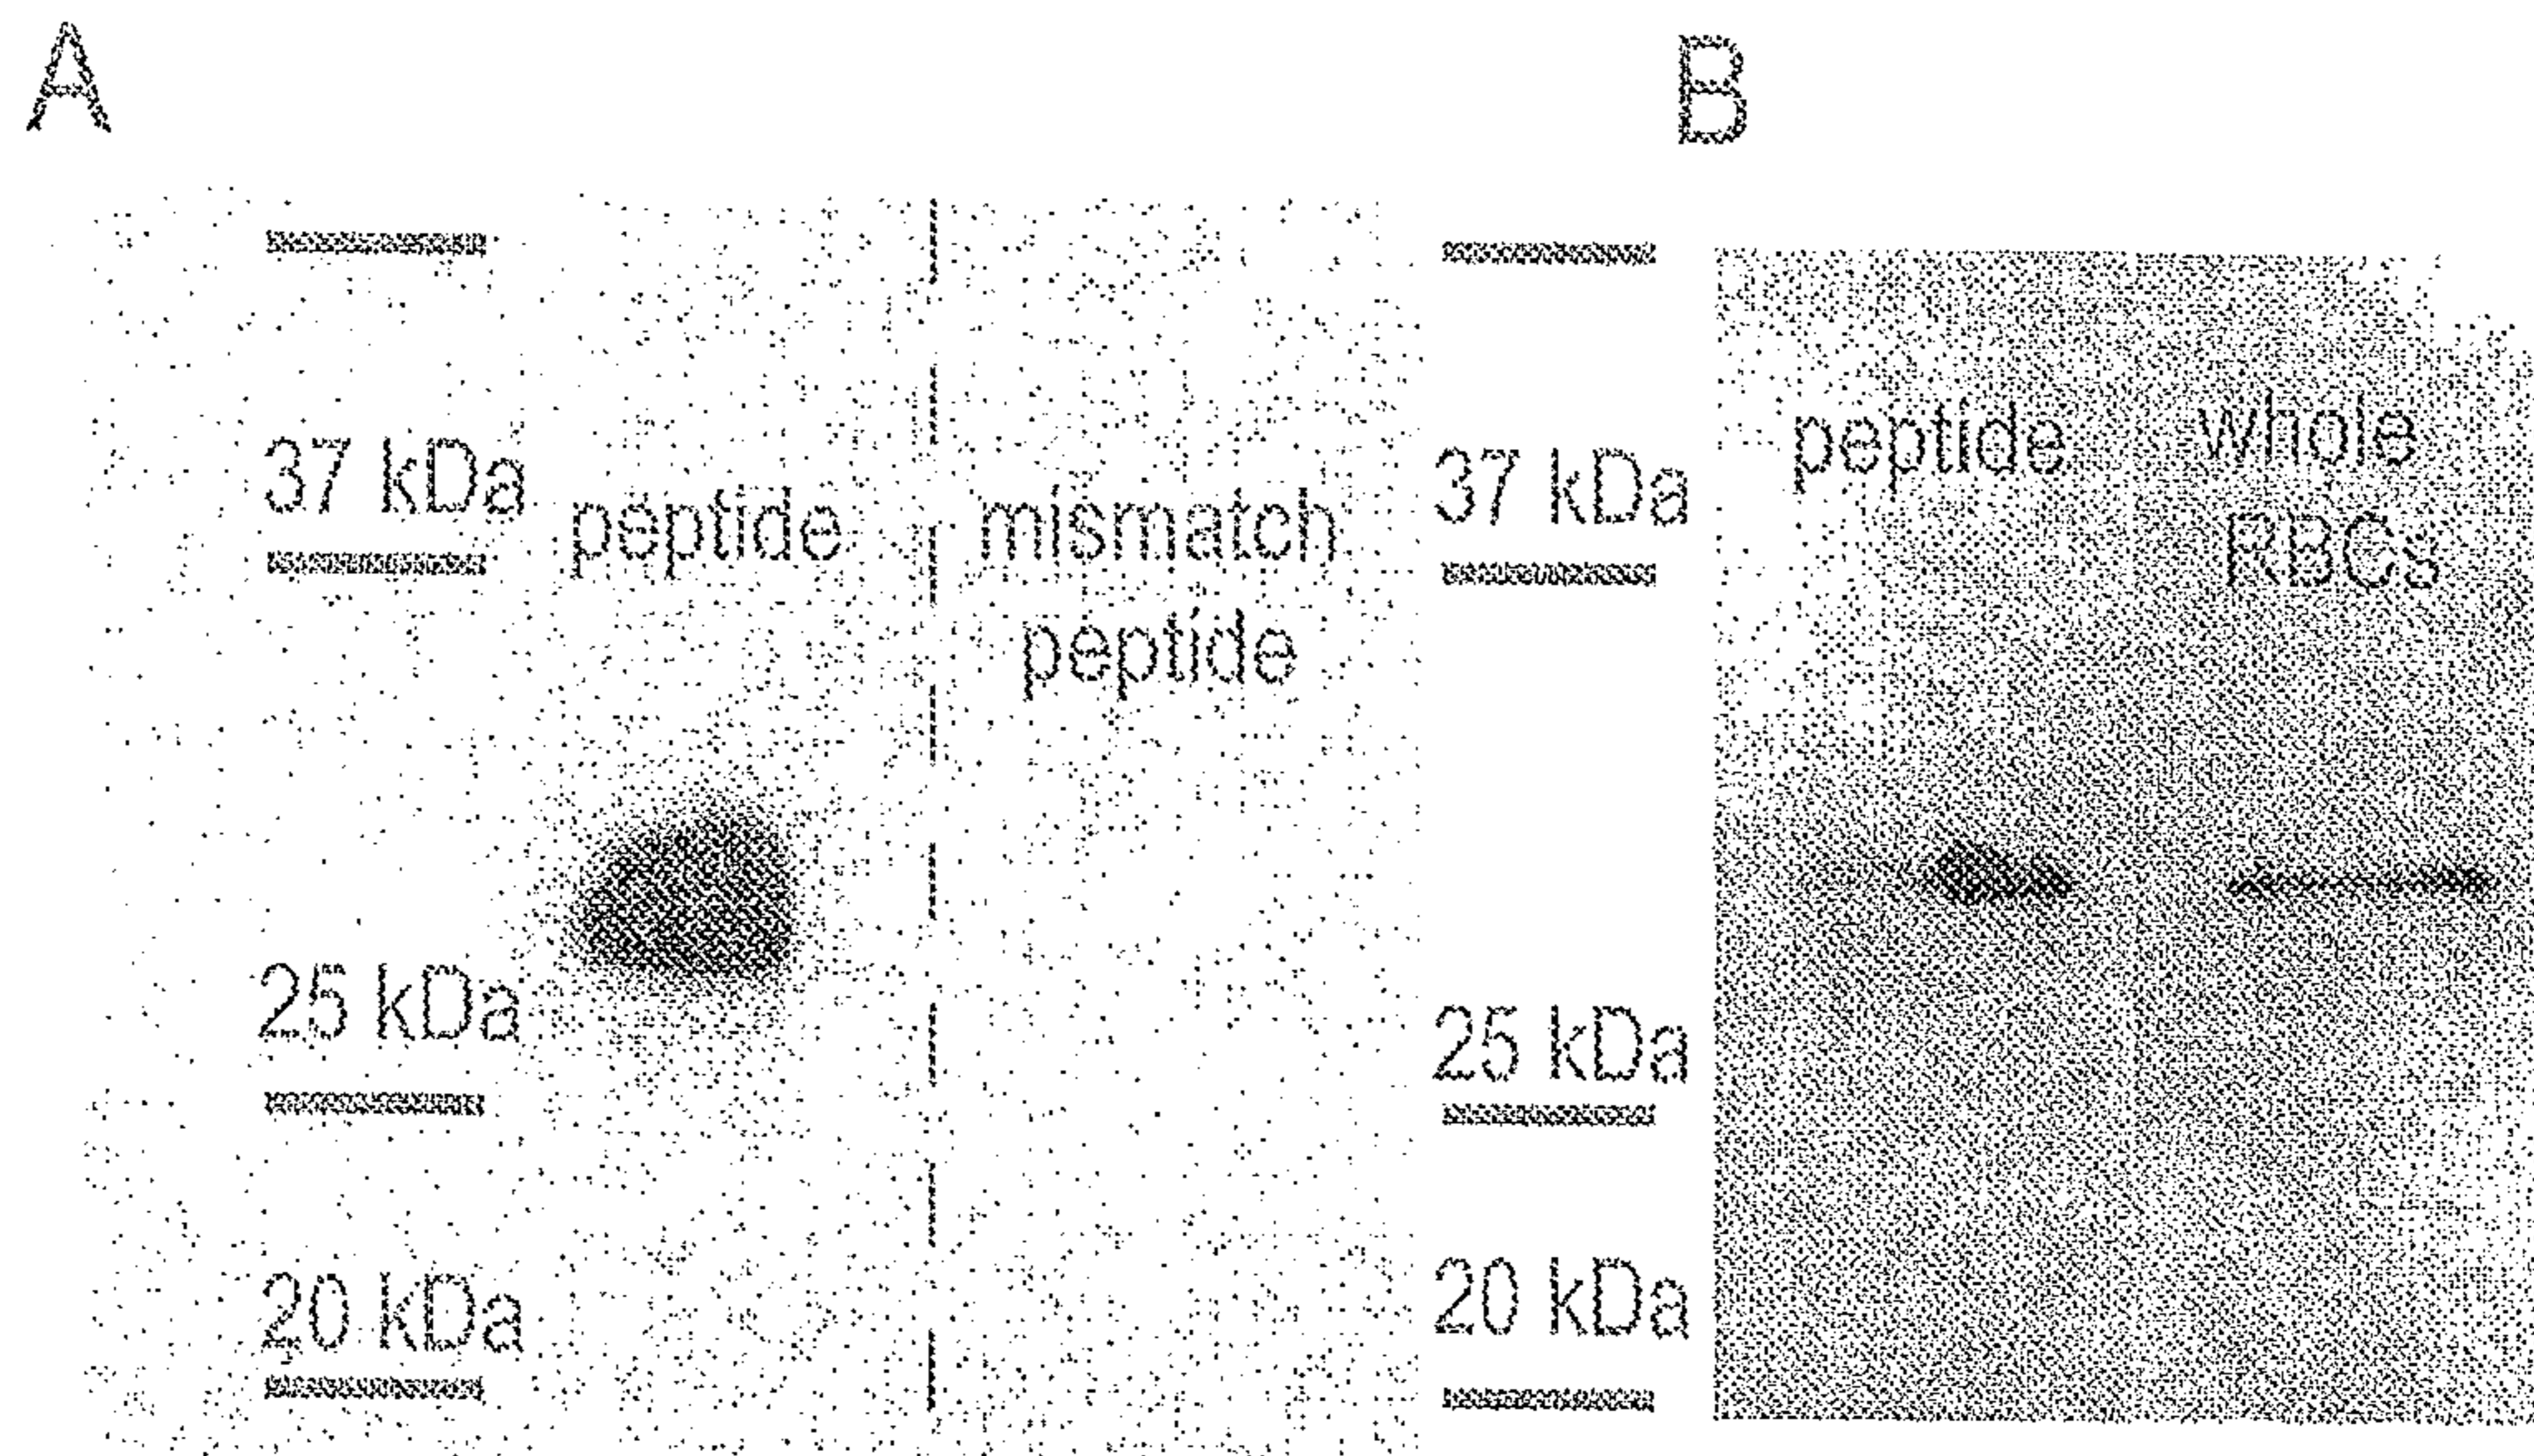 A
37 kDa
peptide
mismatch
peptide
25 kDa
20 kDa
B
37 kDa
peptide
whole
RBCs
25 kDa
20 kDa